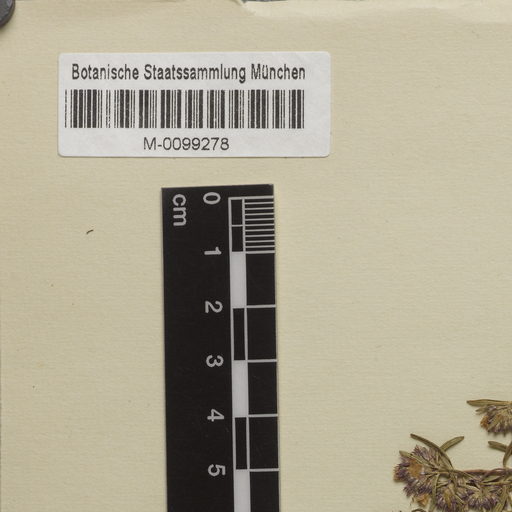 Botanische Staatssammlung München
M-0099278
cm
0
1
2
3
4
5